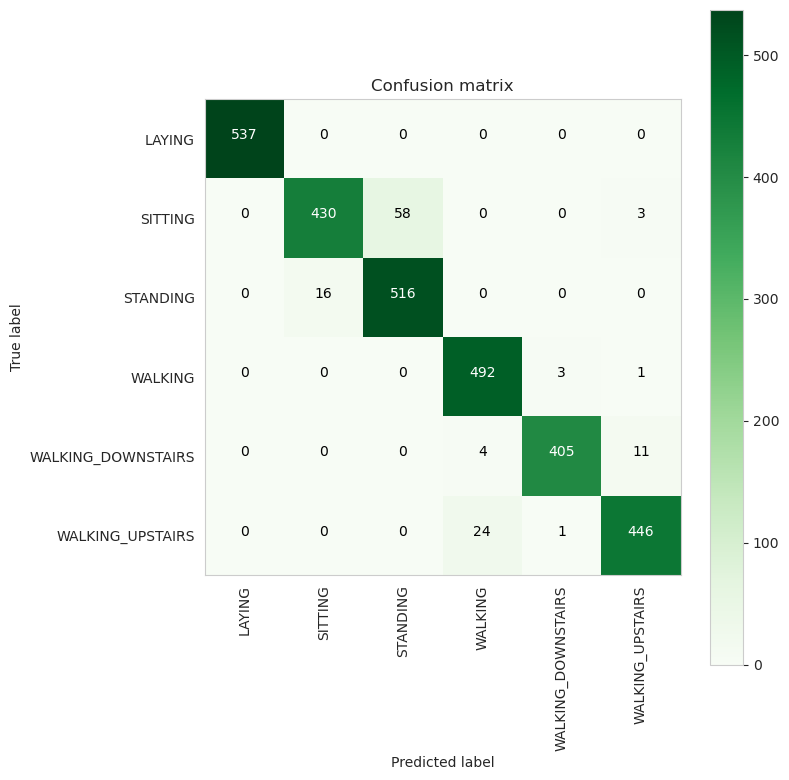 Confusion matrix
True label
LAYING 537 0 0 0 0 0
SITTING 0 430 58 0 0 3
STANDING 0 16 516 0 0 0
WALKING 0 0 0 492 3 1
WALKING_DOWNSTAIRS 0 0 0 4 405 11
WALKING_UPSTAIRS 0 0 0 24 1 446
LAYING
SITTING
STANDING
WALKING
WALKING_DOWNSTAIRS
WALKING_UPSTAIRS
Predicted label
500
400
300
200
100
0